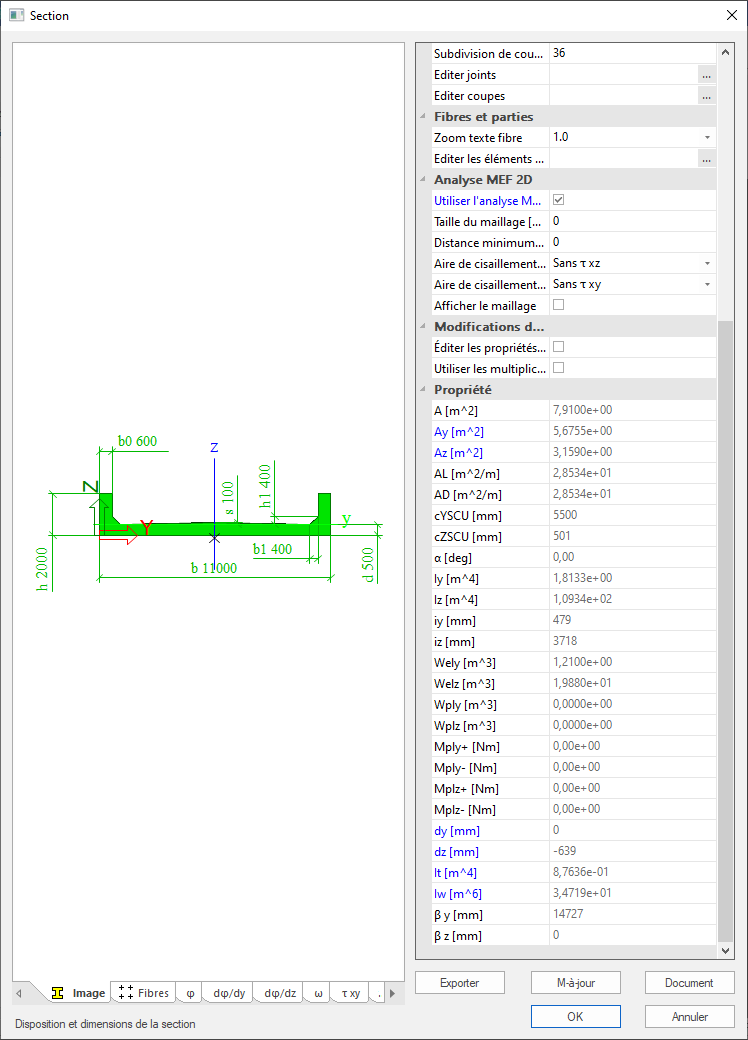 Section
b0 600
z
Z
Y
s 100
h1 400
y
b1 400
b 11000
h 2000
d 500
Subdivision de cou... 36
Editer joints ...
Editer coupes ...
Fibres et parties
Zoom texte fibre 1.0
Editer les éléments ... ...
Analyse MEF 2D
Utiliser l'analyse M...
Taille du maillage [... 0
Distance minimum... 0
Aire de cisaillement... Sans τ xz
Aire de cisaillement... Sans τ xy
Afficher le maillage
Modifications d...
Éditer les propriétés...
Utiliser les multiplic...
Propriété
A [m^2] 7,9100e+00
Ay [m^2] 5,6755e+00
Az [m^2] 3,1590e+00
AL [m^2/m] 2,8534e+01
AD [m^2/m] 2,8534e+01
cYSCU [mm] 5500
cZSCU [mm] 501
α [deg] 0,00
Iy [m^4] 1,8133e+00
Iz [m^4] 1,0934e+02
iy [mm] 479
iz [mm] 3718
Wely [m^3] 1,2100e+00
Welz [m^3] 1,9880e+01
Wply [m^3] 0,0000e+00
Wplz [m^3] 0,0000e+00
Mply+ [Nm] 0,00e+00
Mply- [Nm] 0,00e+00
Mplz+ [Nm] 0,00e+00
Mplz- [Nm] 0,00e+00
dy [mm] 0
dz [mm] -639
It [m^4] 8,7636e-01
Iw [m^6] 3,4719e+01
β y [mm] 14727
β z [mm] 0
Image Fibres φ dφ/dy dφ/dz ω τ xy .
Exporter M-à-jour Document
OK Annuler
Disposition et dimensions de la section